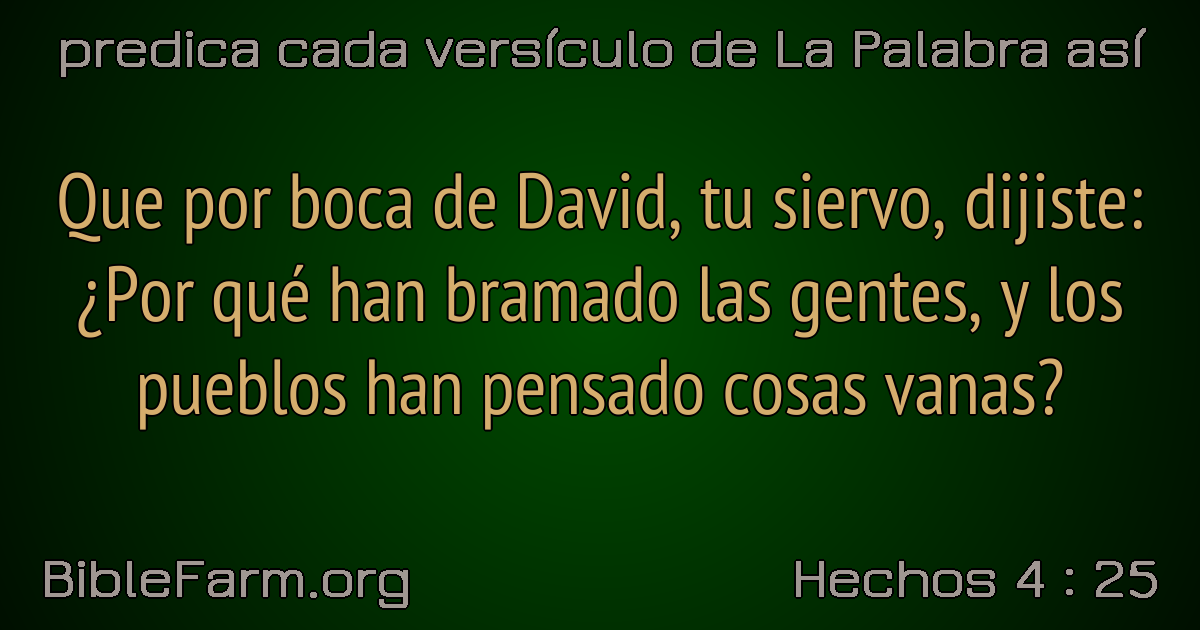 predica cada versículo de La Palabra así
Que por boca de David, tu siervo, dijiste:
¿Por qué han bramado las gentes, y los
pueblos han pensado cosas vanas?
BibleFarm.org
Hechos 4 : 25